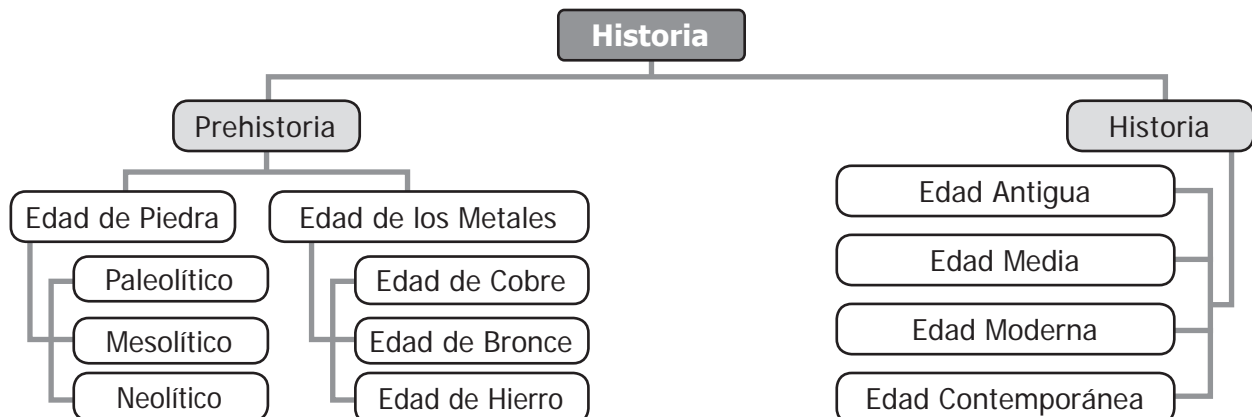 Historia
Prehistoria
Historia
Edad de Piedra
Edad de los Metales
Paleolítico
Mesolítico
Neolítico
Edad de Cobre
Edad de Bronce
Edad de Hierro
Edad Antigua
Edad Media
Edad Moderna
Edad Contemporánea